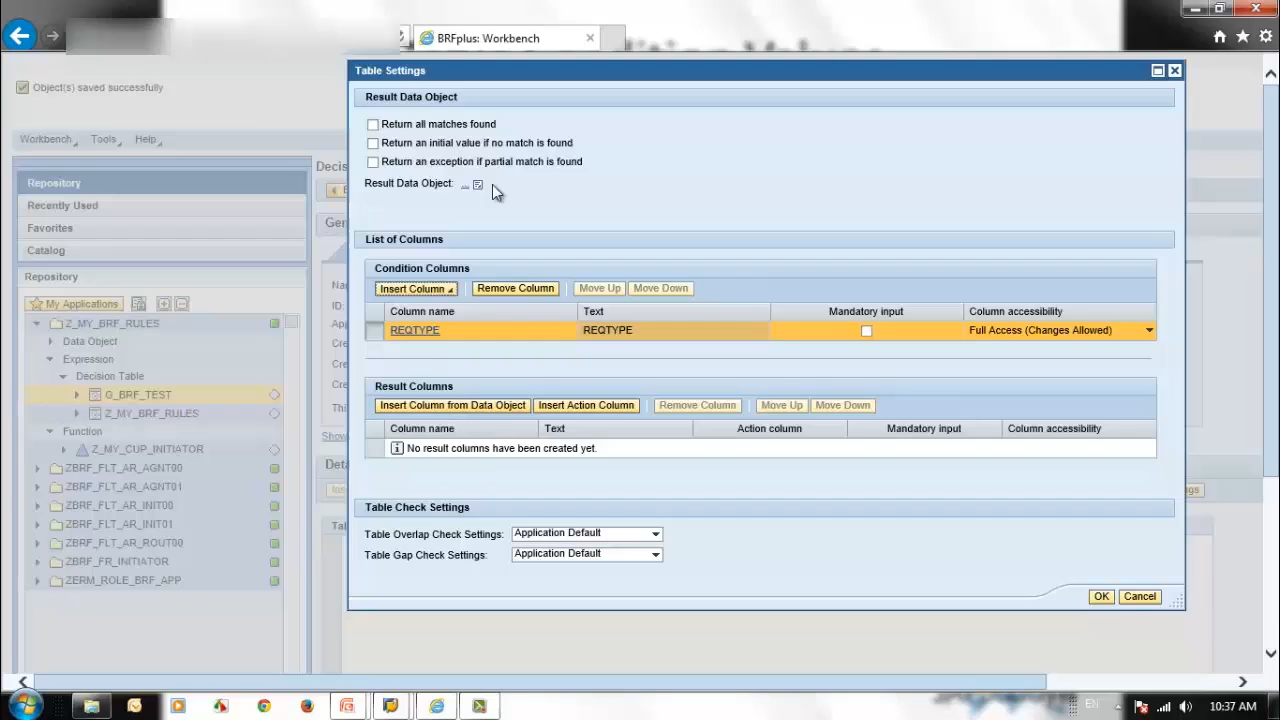 BRFplus: Workbench
Table Settings
Object(s) saved successfully
Result Data Object
Return all matches found
Workbench Tools Help
Return an initial value if no match is found
Return an exception if partial match is found
Decis
Repository
Result Data Object: ...
Recently Used
Favorites
List of Columns
Catalog
Condition Columns
Repository
Insert Column Remove Column Move Up Move Down
My Applications
Column name Text Mandatory input Column accessibility
Z_MY_BRF_RULES
REQTYPE REQTYPE Full Access (Changes Allowed)
Data Object
Expression
Decision Table
Result Columns
G_BRF_TEST
Insert Column from Data Object Insert Action Column Remove Column Move Up Move Down
Z_MY_BRF_RULES
Column name Text Action column Mandatory input Column accessibility
Function
No result columns have been created yet.
Z_MY_CUP_INITIATOR
ZBRF_FLT_AR_AGNT00
ZBRF_FLT_AR_AGNT01
ZBRF_FLT_AR_INIT00
Table Check Settings
ZBRF_FLT_AR_INIT01
Table Overlap Check Settings: Application Default
ZBRF_FLT_AR_ROUT00
Table Gap Check Settings: Application Default
ZBRF_FR_INITIATOR
ZERM_ROLE_BRF_APP
OK Cancel
EN 10:37 AM